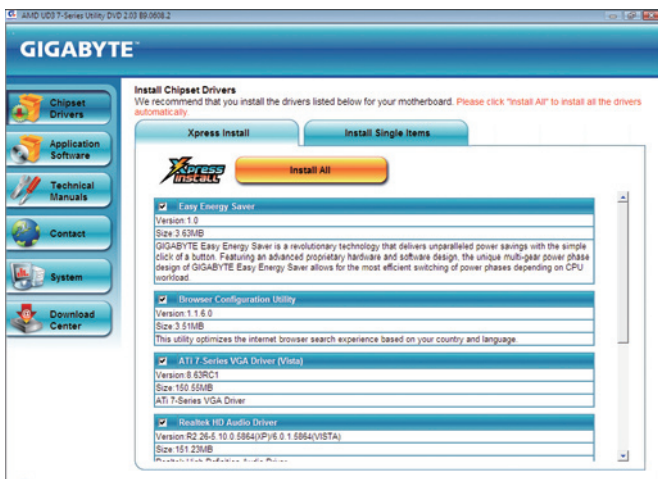 AMD UD3 7-Series Utility DVD 2.03 B9.0608.2
GIGABYTE™
Chipset
Drivers
Application
Software
Technical
Manuals
Contact
System
Download
Center
Install Chipset Drivers
We recommend that you install the drivers listed below for your motherboard. Please click "Install All" to install all the drivers
automatically.
Xpress Install
Install Single Items
Xpress
INSTALL
Install All
Easy Energy Saver
Version:1.0
Size:3.63MB
GIGABYTE Easy Energy Saver is a revolutionary technology that delivers unparalleled power savings with the simple
click of a button. Featuring an advanced proprietary hardware and software design, the unique multi-gear power phase
design of GIGABYTE Easy Energy Saver allows for the most efficient switching of power phases depending on CPU
workload.
Browser Configuration Utility
Version:1.1.6.0
Size:3.51MB
This utility optimizes the internet browser search experience based on your country and language.
ATi 7-Series VGA Driver (Vista)
Version:8.63RC1
Size:150.55MB
ATi 7-Series VGA Driver
Realtek HD Audio Driver
Version:R2.26-5.10.0.5864(XP)/6.0.1.5864(VISTA)
Size:151.23MB
Realtek High Definition Audio Driver